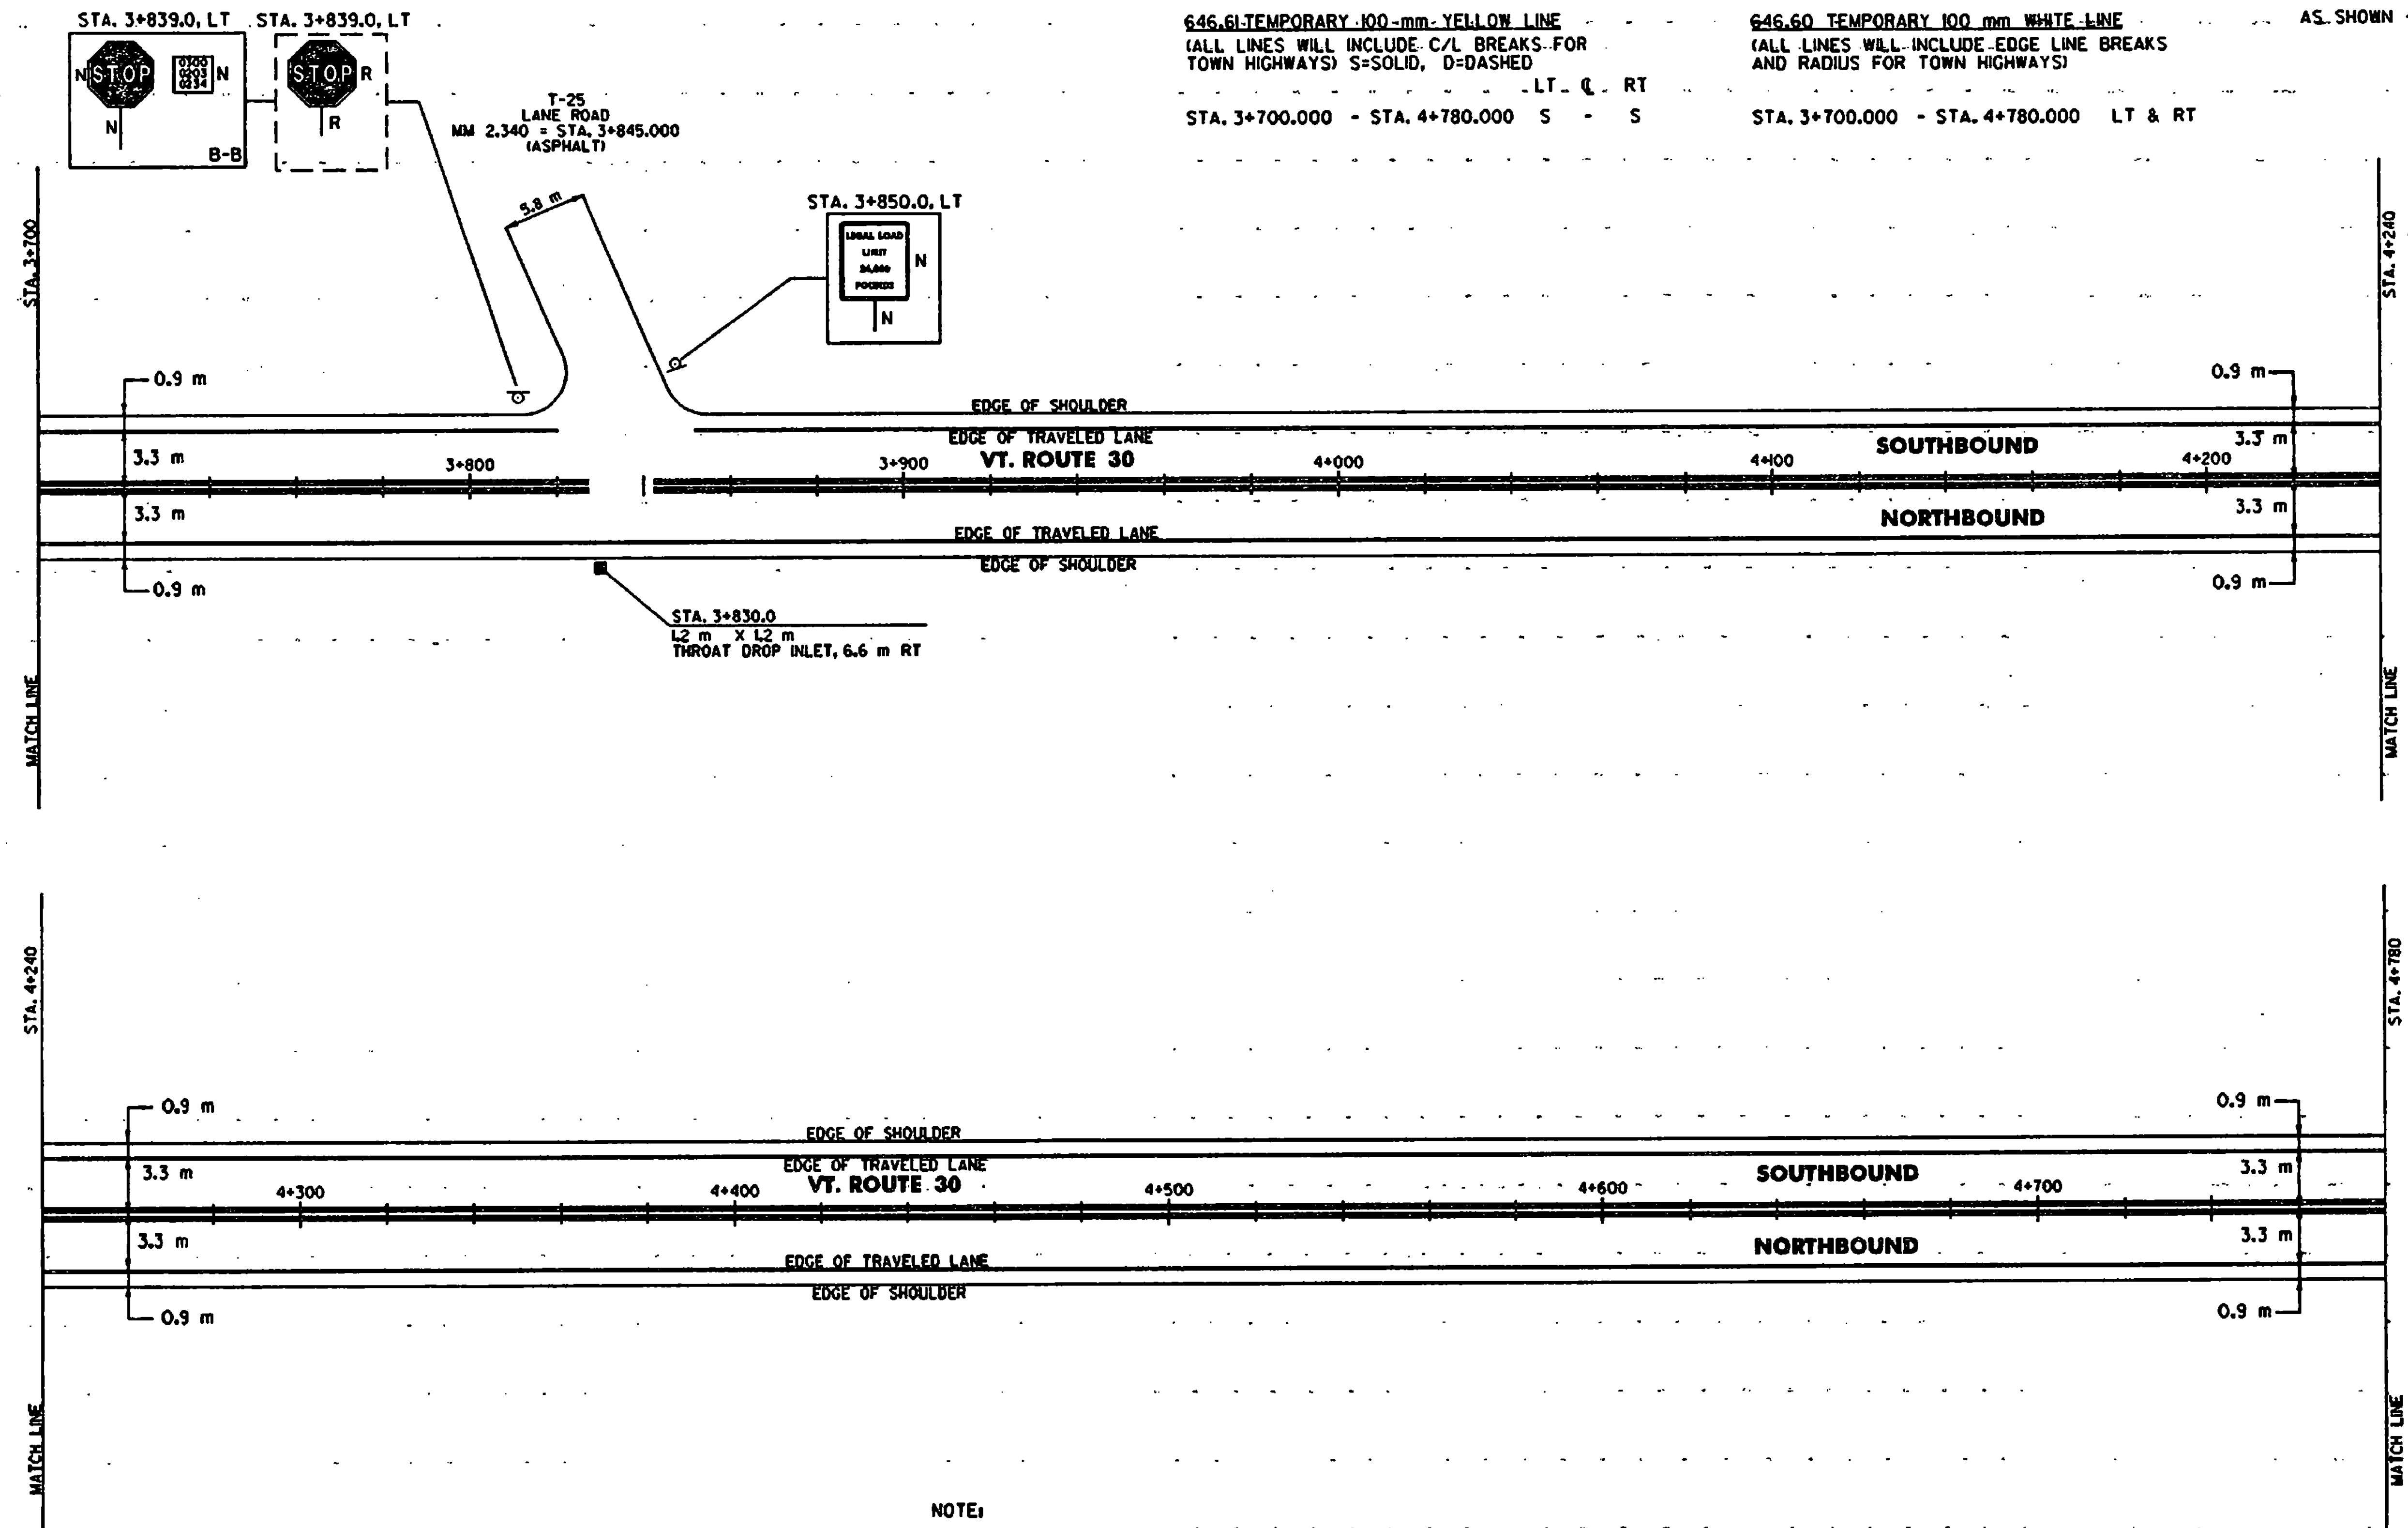 STA. 3+839.0, LT
STOP
N
N
0300
0203
0234
N
B-B
STA. 3+839.0, LT
STOP
R
R
T-25
LANE ROAD
MM 2.340 = STA. 3+845.000
(ASPHALT)
5.8 m
STA. 3+850.0, LT
LEGAL LOAD
LIMIT
24,000
POUNDS
N
N
646.61 TEMPORARY 100 mm YELLOW LINE
(ALL LINES WILL INCLUDE C/L BREAKS FOR
TOWN HIGHWAYS) S=SOLID, D=DASHED
LT ℄ RT
STA. 3+700.000 - STA. 4+780.000 S - S
646.60 TEMPORARY 100 mm WHITE LINE
(ALL LINES WILL INCLUDE EDGE LINE BREAKS
AND RADIUS FOR TOWN HIGHWAYS)
STA. 3+700.000 - STA. 4+780.000 LT & RT
AS SHOWN
STA. 3+700
STA. 4+240
0.9 m
0.9 m
EDGE OF SHOULDER
EDGE OF TRAVELED LANE
SOUTHBOUND
3.3 m
3.3 m
3+800
3+900
VT. ROUTE 30
4+000
4+100
4+200
3.3 m
3.3 m
NORTHBOUND
EDGE OF TRAVELED LANE
EDGE OF SHOULDER
0.9 m
0.9 m
STA. 3+830.0
1.2 m X 1.2 m
THROAT DROP INLET, 6.6 m RT
MATCH LINE
MATCH LINE
STA. 4+240
STA. 4+780
0.9 m
0.9 m
EDGE OF SHOULDER
EDGE OF TRAVELED LANE
SOUTHBOUND
3.3 m
3.3 m
4+300
4+400
VT. ROUTE 30
4+500
4+600
4+700
3.3 m
3.3 m
NORTHBOUND
EDGE OF TRAVELED LANE
EDGE OF SHOULDER
0.9 m
0.9 m
MATCH LINE
MATCH LINE
NOTE: